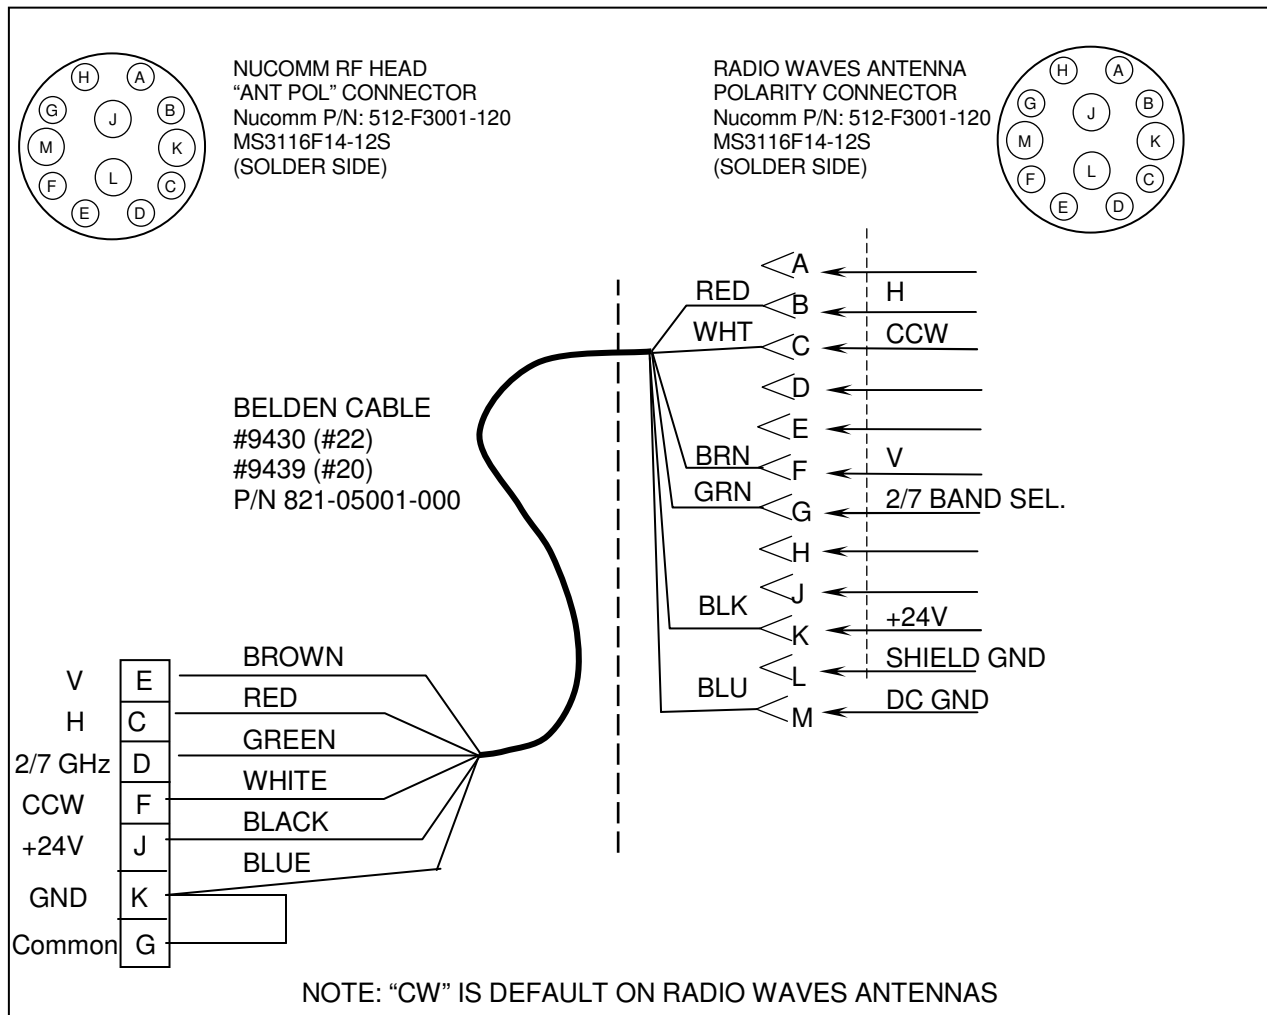 H A
G B
J
M K
L
F C
E D
NUCOMM RF HEAD
“ANT POL” CONNECTOR
Nucomm P/N: 512-F3001-120
MS3116F14-12S
(SOLDER SIDE)
RADIO WAVES ANTENNA
POLARITY CONNECTOR
Nucomm P/N: 512-F3001-120
MS3116F14-12S
(SOLDER SIDE)
H A
G B
J
M K
L
F C
E D
A
RED B H
WHT C CCW
D
E
BRN F V
GRN G 2/7 BAND SEL.
H
J
BLK K +24V
L SHIELD GND
BLU M DC GND
BELDEN CABLE
#9430 (#22)
#9439 (#20)
P/N 821-05001-000
V E BROWN
H C RED
2/7 GHz D GREEN
CCW F WHITE
+24V J BLACK
GND K BLUE
Common G
NOTE: “CW” IS DEFAULT ON RADIO WAVES ANTENNAS